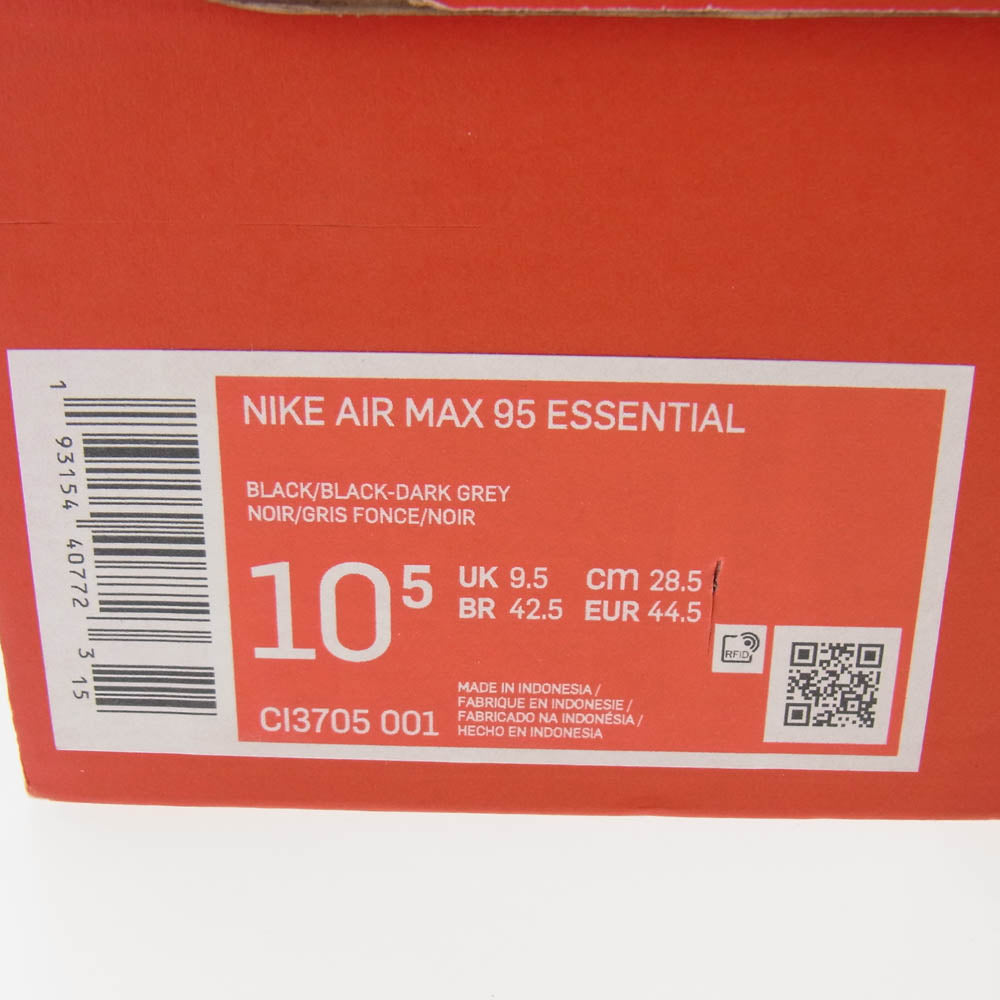 NIKE AIR MAX 95 ESSENTIAL
BLACK/BLACK-DARK GREY
NOIR/GRIS FONCE/NOIR
10 5
UK 9.5 cm 28.5
BR 42.5 EUR 44.5
RFID
CI3705 001
MADE IN INDONESIA /
FABRIQUE EN INDONESIE /
FABRICADO NA INDONÉSIA /
HECHO EN INDONESIA
1 93154 40772 3 15